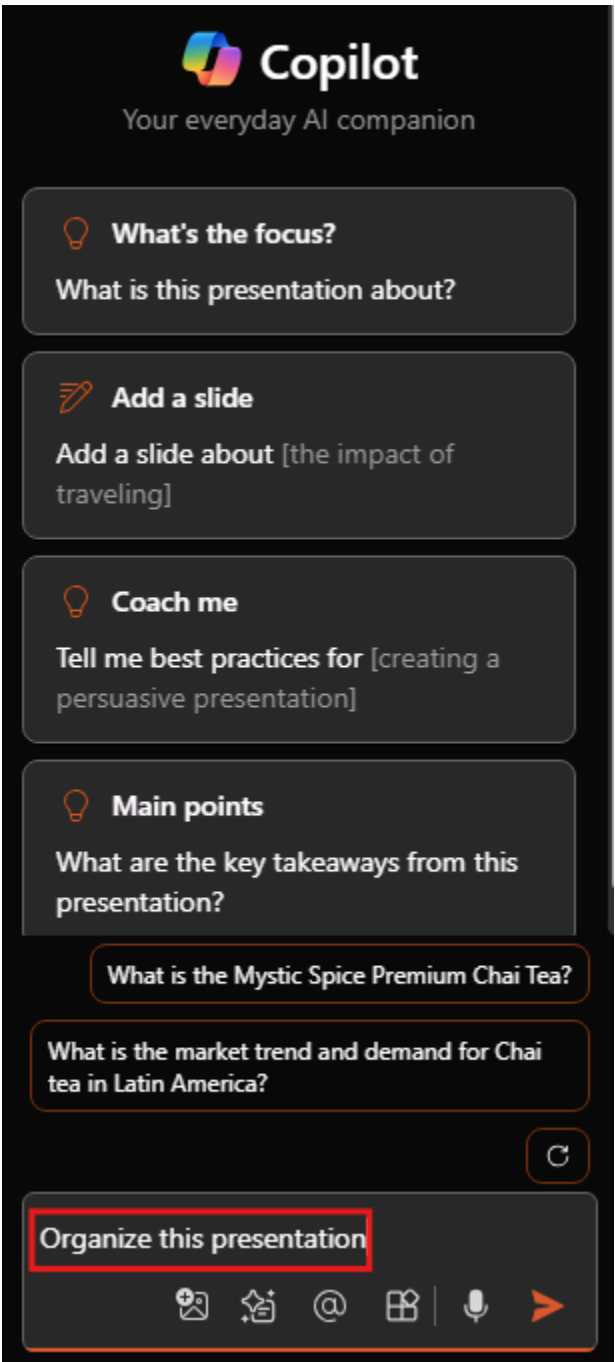 Copilot
Your everyday AI companion
What's the focus?
What is this presentation about?
Add a slide
Add a slide about [the impact of
traveling]
Coach me
Tell me best practices for [creating a
persuasive presentation]
Main points
What are the key takeaways from this
presentation?
What is the Mystic Spice Premium Chai Tea?
What is the market trend and demand for Chai
tea in Latin America?
Organize this presentation